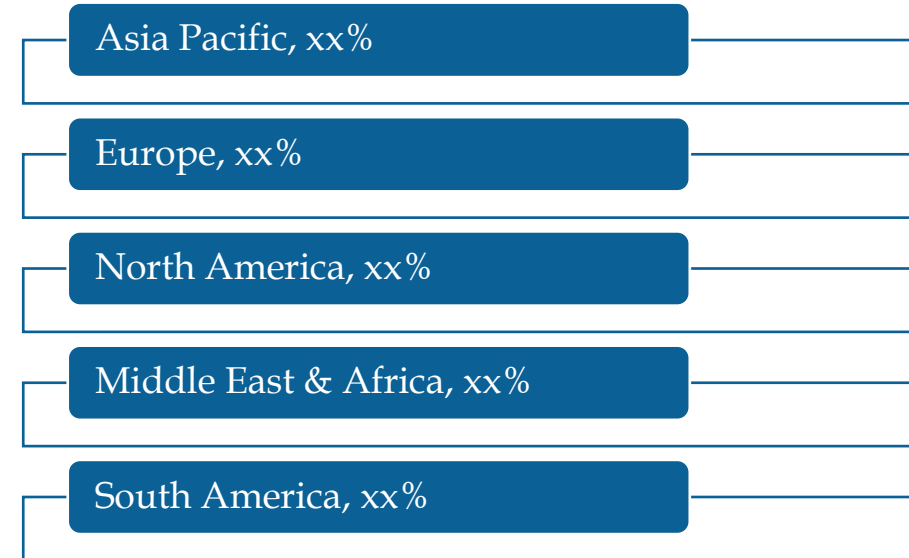 Asia Pacific, xx%
Europe, xx%
North America, xx%
Middle East & Africa, xx%
South America, xx%